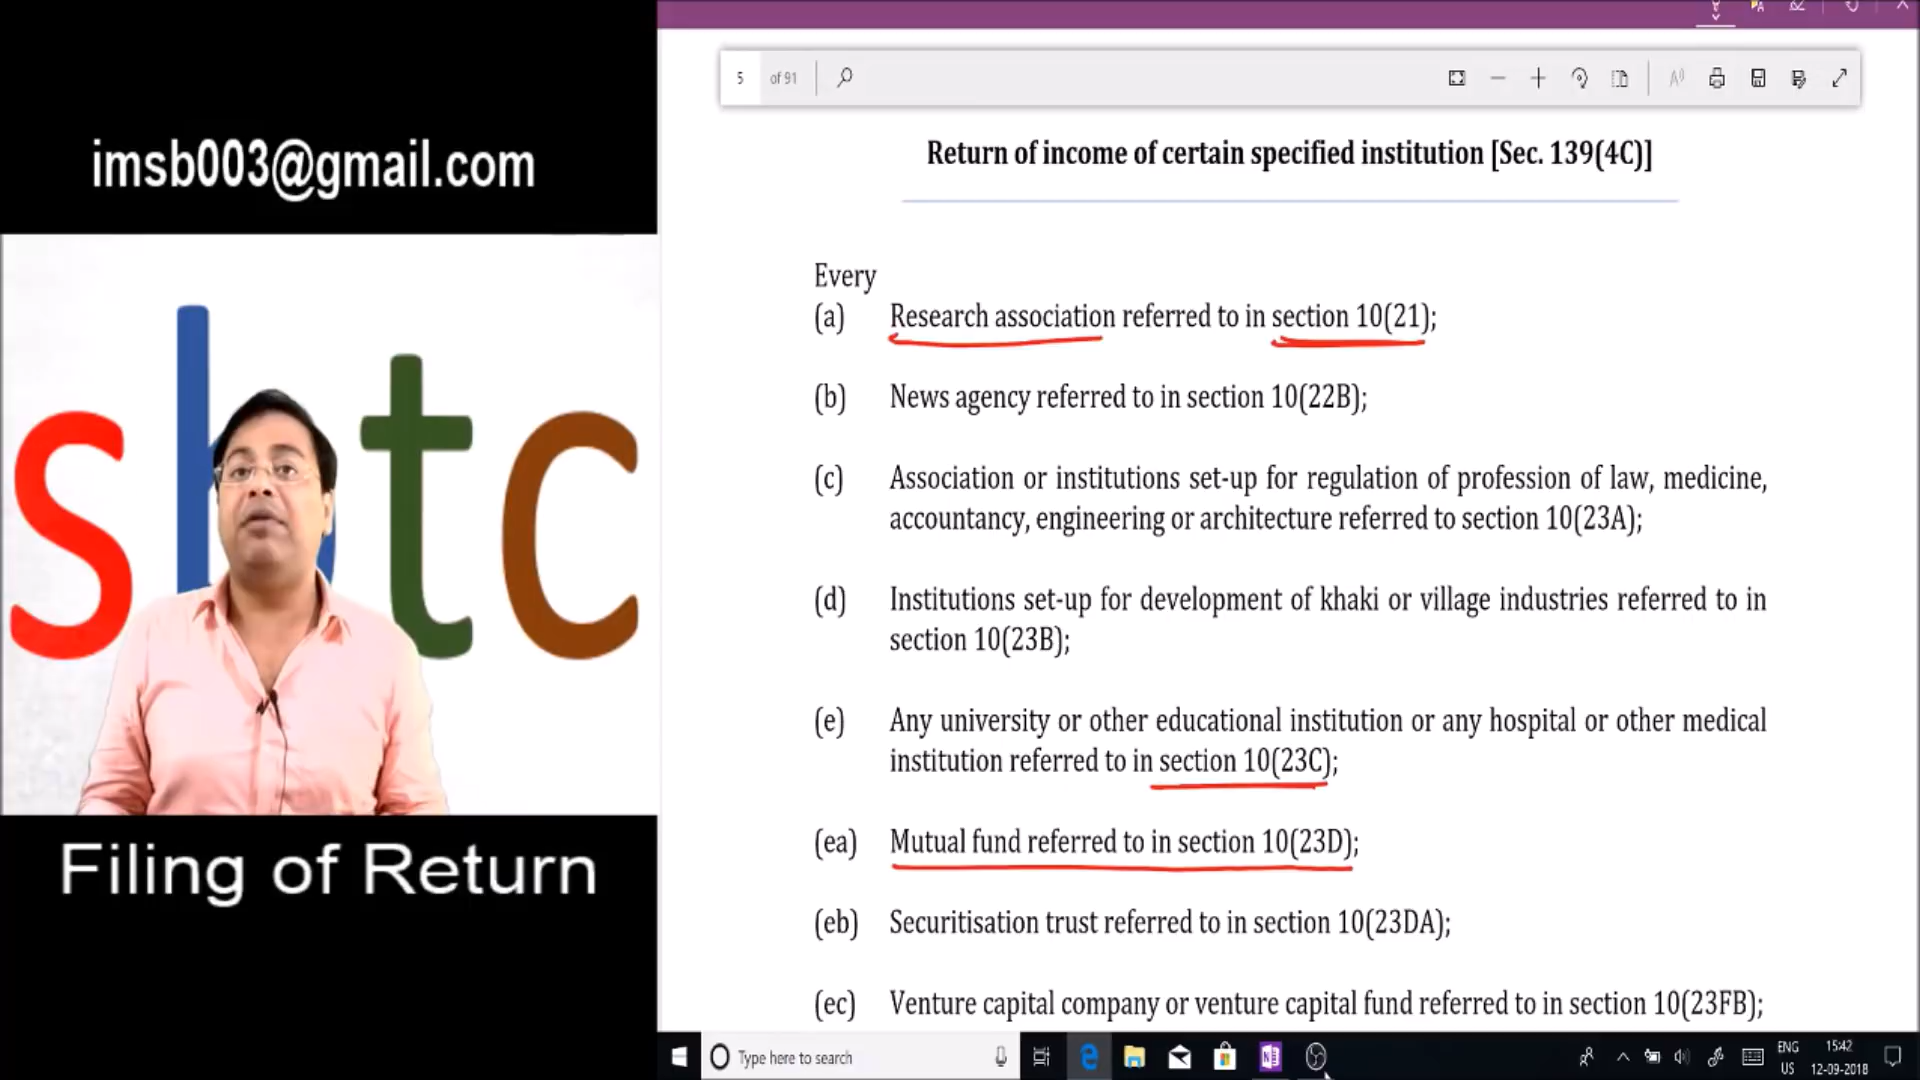 imsb003@gmail.com
sbtc
Filing of Return
5 of 91
Return of income of certain specified institution [Sec. 139(4C)]
Every
(a) Research association referred to in section 10(21);
(b) News agency referred to in section 10(22B);
(c) Association or institutions set-up for regulation of profession of law, medicine,
accountancy, engineering or architecture referred to section 10(23A);
(d) Institutions set-up for development of khaki or village industries referred to in
section 10(23B);
(e) Any university or other educational institution or any hospital or other medical
institution referred to in section 10(23C);
(ea) Mutual fund referred to in section 10(23D);
(eb) Securitisation trust referred to in section 10(23DA);
(ec) Venture capital company or venture capital fund referred to in section 10(23FB);
Type here to search
ENG
US
15:42
12-09-2018